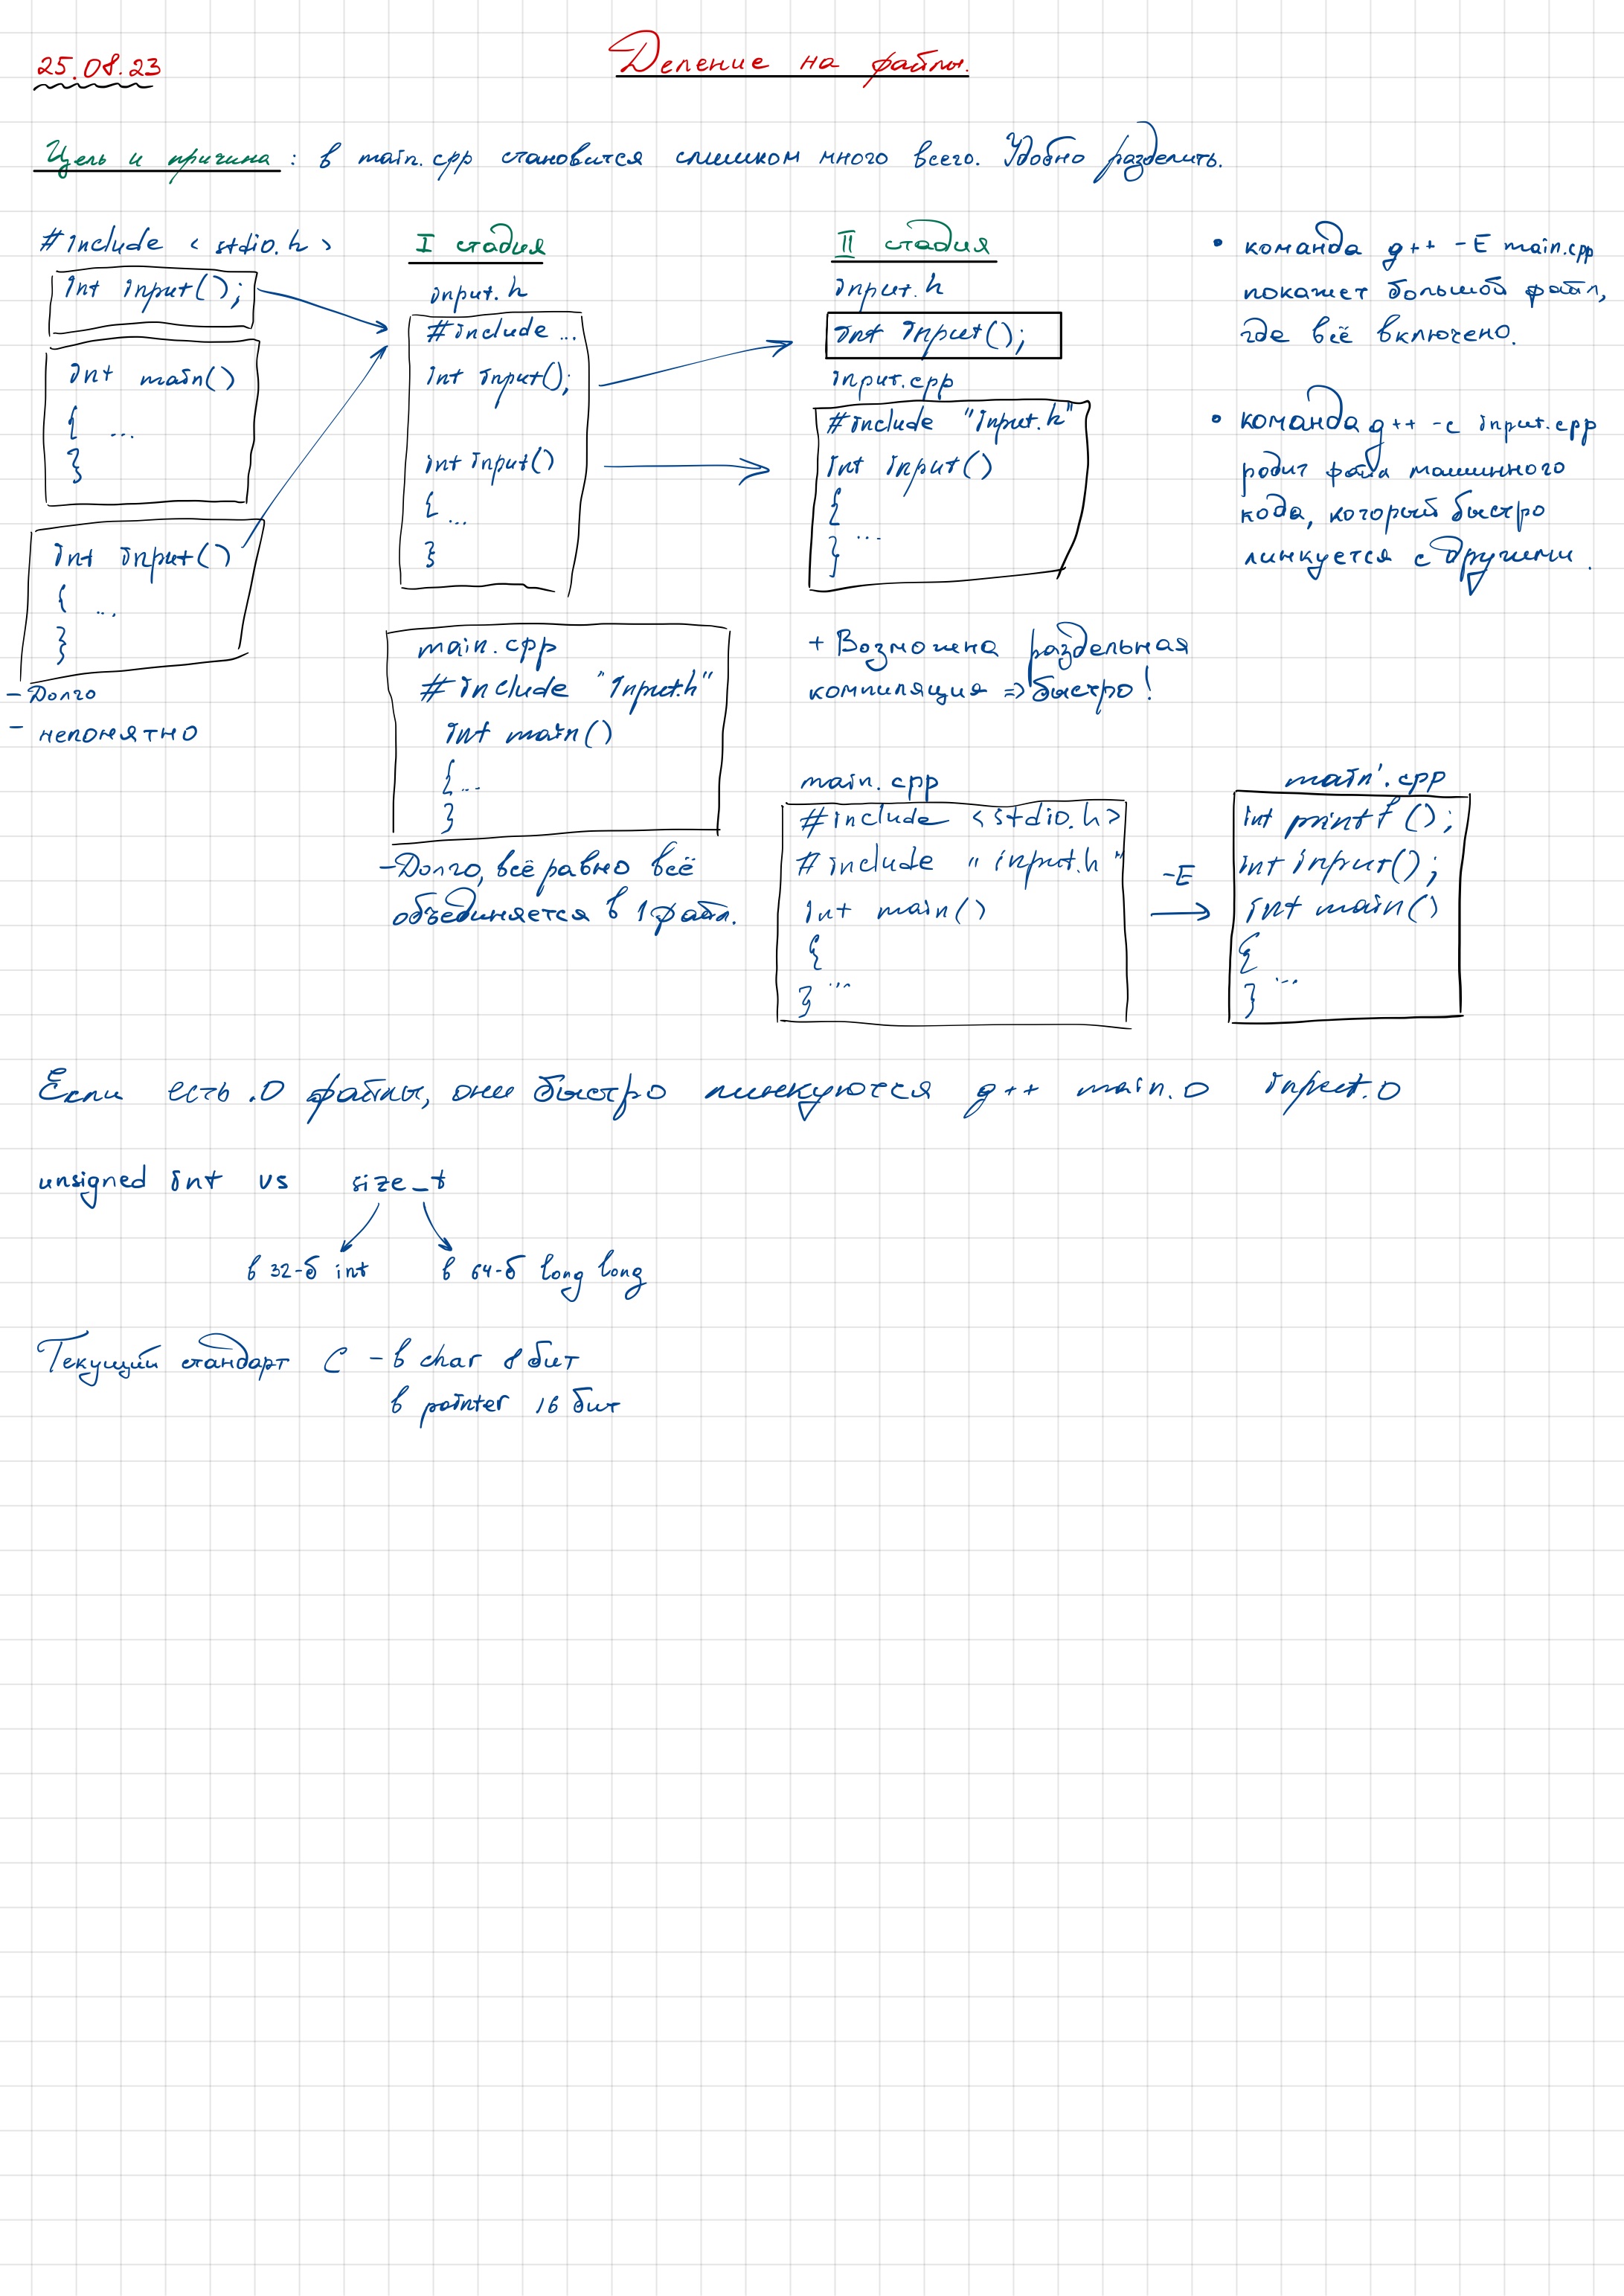 25.08.23
Деление на файлы.
Цель и причина : в main.cpp становится слишком много всего. Удобно разделить.
#include <stdio.h>
int input();
int main()
{ ...
}
int input()
{ ...
}
- Долго
- непонятно
I стадия
input.h
#include ...
int input();
int input()
{ ...
}
main.cpp
#include "input.h"
int main()
{ ...
}
- Долго, всё равно всё
объединяется в 1 файл.
II стадия
input.h
int input();
input.cpp
#include "input.h"
int input()
{
...
}
+ Возможена раздельная
компиляция => быстро!
• команда g++ -E main.cpp
покажет большой файл,
где всё включено.
• команда g++ -c input.cpp
родит файл машинного
кода, который быстро
линкуется с другими.
main.cpp
#include <stdio.h>
#include "input.h"
int main()
{
} ...
-E
main'.cpp
int printf();
int input();
int main()
{
...
}
Если есть .o файлы, они быстро линкуются g++ main.o input.o
unsigned int vs size_t
в 32-б int в 64-б long long
Текущий стандарт C - в char 8 бит
в pointer 16 бит